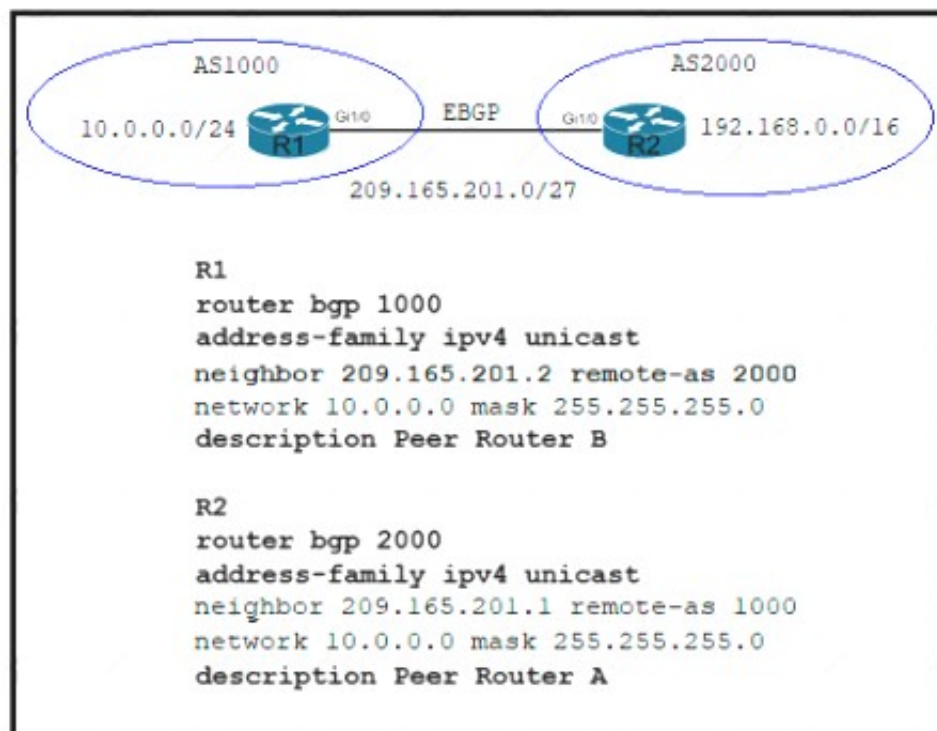 AS1000
AS2000
10.0.0.0/24
R1
Gi1/0
EBGP
Gi1/0
R2
192.168.0.0/16
209.165.201.0/27
R1
router bgp 1000
address-family ipv4 unicast
neighbor 209.165.201.2 remote-as 2000
network 10.0.0.0 mask 255.255.255.0
description Peer Router B
R2
router bgp 2000
address-family ipv4 unicast
neighbor 209.165.201.1 remote-as 1000
network 10.0.0.0 mask 255.255.255.0
description Peer Router A